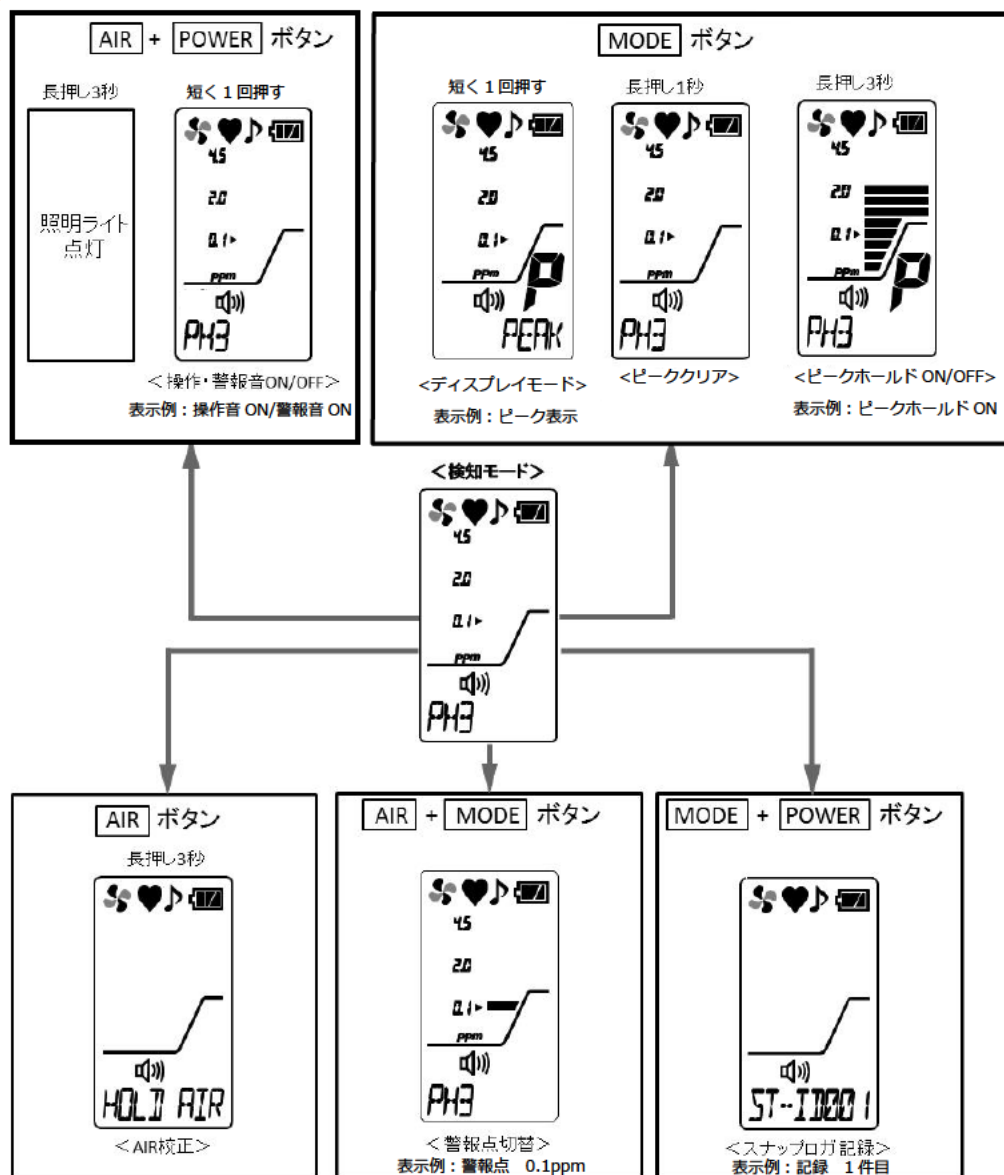 AIR + POWER ボタン
長押し3秒
照明ライト
点灯
短く1回押す
4.5
2.0
0.1
ppm
PH3
<操作・警報音ON/OFF>
表示例:操作音 ON/警報音 ON
MODE ボタン
短く1回押す
4.5
2.0
0.1
ppm
P
PEAK
<ディスプレイモード>
表示例:ピーク表示
長押し1秒
4.5
2.0
0.1
ppm
PH3
<ピーククリア>
長押し3秒
4.5
2.0
0.1
ppm
P
PH3
<ピークホールド ON/OFF>
表示例:ピークホールド ON
<検知モード>
4.5
2.0
0.1
ppm
PH3
AIR ボタン
長押し3秒
HOLD AIR
<AIR校正>
AIR + MODE ボタン
4.5
2.0
0.1
ppm
PH3
<警報点切替>
表示例:警報点 0.1ppm
MODE + POWER ボタン
ST-ID001
<スナップロガ記録>
表示例:記録 1件目